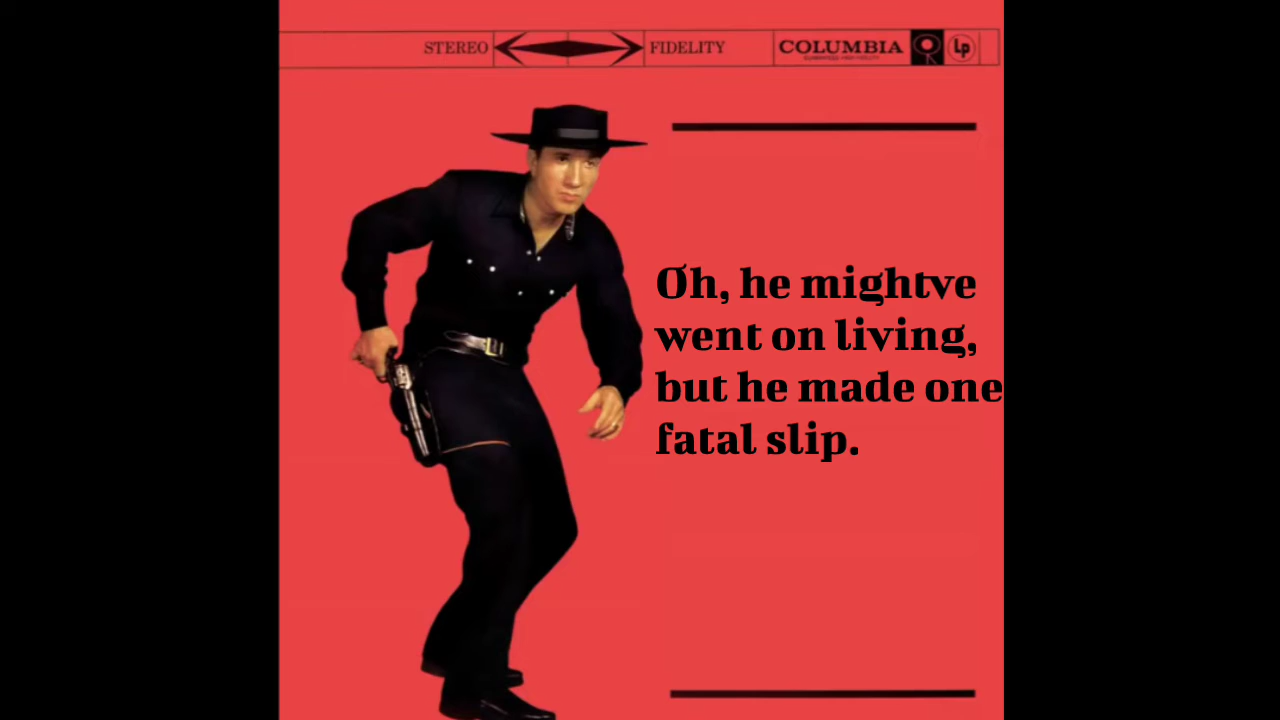 STEREO FIDELITY COLUMBIA Lp
Oh, he mightve
went on living,
but he made one
fatal slip.